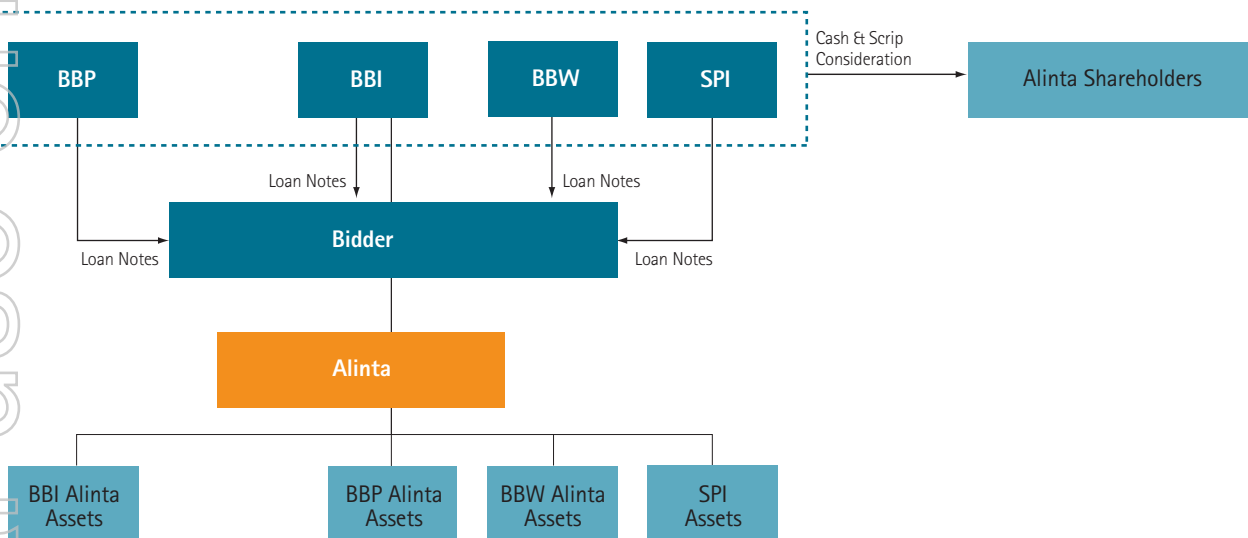 Cash & Scrip
Consideration
BBP
BBI
BBW
SPI
Alinta Shareholders
Loan Notes
Loan Notes
Bidder
Loan Notes
Loan Notes
Alinta
BBI Alinta
Assets
BBP Alinta
Assets
BBW Alinta
Assets
SPI
Assets